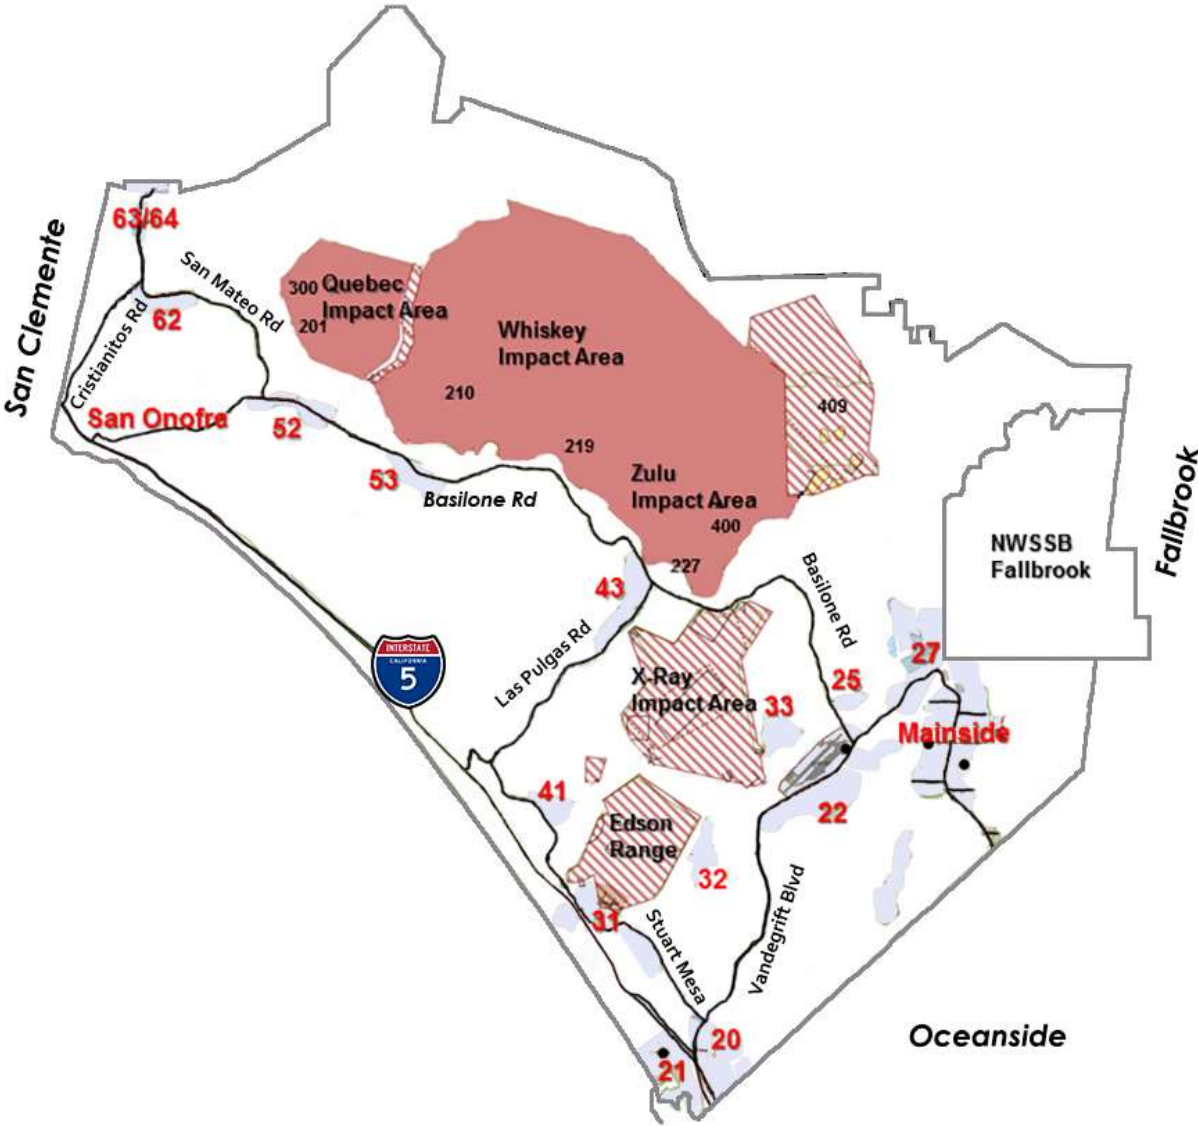 63/64
San Clemente
San Mateo Rd
300
Quebec
Impact Area
201
Whiskey
Impact Area
62
Cristianitos Rd
210
409
San Onofre
52
219
53
Basilone Rd
Zulu
Impact Area
400
227
NWSSB
Fallbrook
Fallbrook
43
Basilone Rd
Las Pulgas Rd
INTERSTATE
CALIFORNIA
5
X-Ray
Impact Area
33
25
27
Mainside
41
22
Edson
Range
32
31
Stuart Mesa
Vandegrift Blvd
20
21
Oceanside